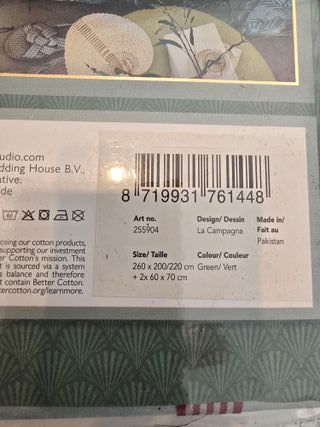 udio.com
dding House B.V.,
ative.
de
60
8 719931 761448
Art no. Design/ Dessin Made in/
255904 La Campagna Fait au
Pakistan
Size/ Taille Colour/ Couleur
260 x 200/220 cm Green/ Vert
+ 2x 60 x 70 cm
osing our cotton products,
supporting our investment
r Cotton's mission. This
t is sourced via a system
s balance and therefore
t contain Better Cotton.
tercotton.org/learnmore.